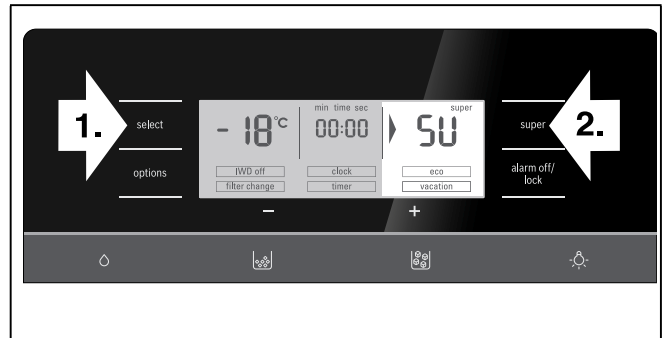 1.
select
options
min time sec
super
- 18°C
00:00
SU
IWD off
clock
eco
filter change
timer
vacation
super
2.
alarm off/
lock
−
+